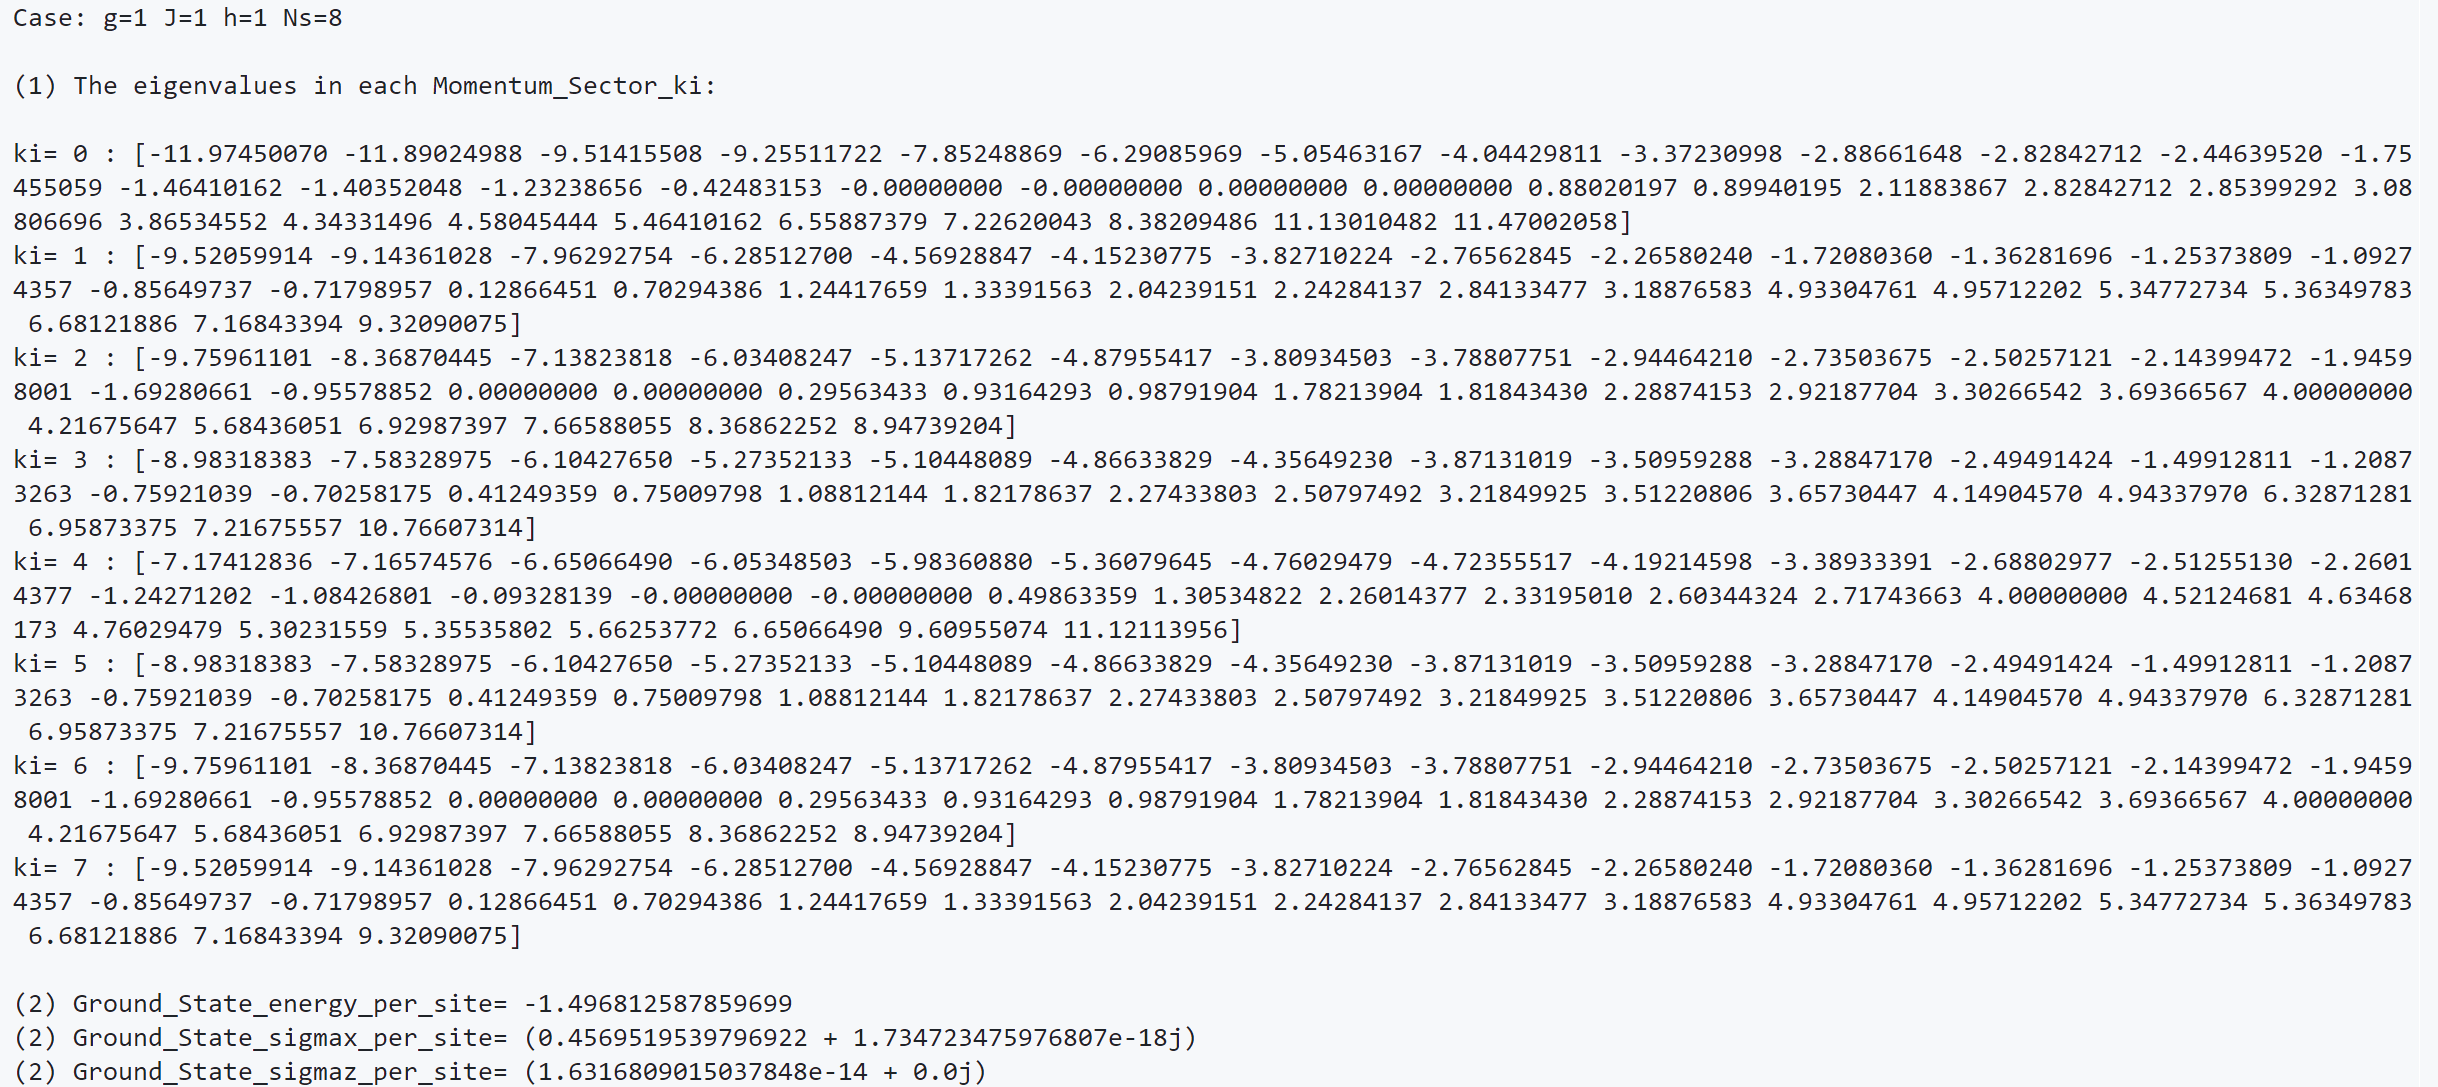 Case: g=1 J=1 h=1 Ns=8
(1) The eigenvalues in each Momentum_Sector_ki:
ki= 0 : [-11.97450070 -11.89024988 -9.51415508 -9.25511722 -7.85248869 -6.29085969 -5.05463167 -4.04429811 -3.37230998 -2.88661648 -2.82842712 -2.44639520 -1.75
455059 -1.46410162 -1.40352048 -1.23238656 -0.42483153 -0.00000000 -0.00000000 0.00000000 0.00000000 0.88020197 0.89940195 2.11883867 2.82842712 2.85399292 3.08
806696 3.86534552 4.34331496 4.58045444 5.46410162 6.55887379 7.22620043 8.38209486 11.13010482 11.47002058]
ki= 1 : [-9.52059914 -9.14361028 -7.96292754 -6.28512700 -4.56928847 -4.15230775 -3.82710224 -2.76562845 -2.26580240 -1.72080360 -1.36281696 -1.25373809 -1.0927
4357 -0.85649737 -0.71798957 0.12866451 0.70294386 1.24417659 1.33391563 2.04239151 2.24284137 2.84133477 3.18876583 4.93304761 4.95712202 5.34772734 5.36349783
6.68121886 7.16843394 9.32090075]
ki= 2 : [-9.75961101 -8.36870445 -7.13823818 -6.03408247 -5.13717262 -4.87955417 -3.80934503 -3.78807751 -2.94464210 -2.73503675 -2.50257121 -2.14399472 -1.9459
8001 -1.69280661 -0.95578852 0.00000000 0.00000000 0.29563433 0.93164293 0.98791904 1.78213904 1.81843430 2.28874153 2.92187704 3.30266542 3.69366567 4.00000000
4.21675647 5.68436051 6.92987397 7.66588055 8.36862252 8.94739204]
ki= 3 : [-8.98318383 -7.58328975 -6.10427650 -5.27352133 -5.10448089 -4.86633829 -4.35649230 -3.87131019 -3.50959288 -3.28847170 -2.49491424 -1.49912811 -1.2087
3263 -0.75921039 -0.70258175 0.41249359 0.75009798 1.08812144 1.82178637 2.27433803 2.50797492 3.21849925 3.51220806 3.65730447 4.14904570 4.94337970 6.32871281
6.95873375 7.21675557 10.76607314]
ki= 4 : [-7.17412836 -7.16574576 -6.65066490 -6.05348503 -5.98360880 -5.36079645 -4.76029479 -4.72355517 -4.19214598 -3.38933391 -2.68802977 -2.51255130 -2.2601
4377 -1.24271202 -1.08426801 -0.09328139 -0.00000000 -0.00000000 0.49863359 1.30534822 2.26014377 2.33195010 2.60344324 2.71743663 4.00000000 4.52124681 4.63468
173 4.76029479 5.30231559 5.35535802 5.66253772 6.65066490 9.60955074 11.12113956]
ki= 5 : [-8.98318383 -7.58328975 -6.10427650 -5.27352133 -5.10448089 -4.86633829 -4.35649230 -3.87131019 -3.50959288 -3.28847170 -2.49491424 -1.49912811 -1.2087
3263 -0.75921039 -0.70258175 0.41249359 0.75009798 1.08812144 1.82178637 2.27433803 2.50797492 3.21849925 3.51220806 3.65730447 4.14904570 4.94337970 6.32871281
6.95873375 7.21675557 10.76607314]
ki= 6 : [-9.75961101 -8.36870445 -7.13823818 -6.03408247 -5.13717262 -4.87955417 -3.80934503 -3.78807751 -2.94464210 -2.73503675 -2.50257121 -2.14399472 -1.9459
8001 -1.69280661 -0.95578852 0.00000000 0.00000000 0.29563433 0.93164293 0.98791904 1.78213904 1.81843430 2.28874153 2.92187704 3.30266542 3.69366567 4.00000000
4.21675647 5.68436051 6.92987397 7.66588055 8.36862252 8.94739204]
ki= 7 : [-9.52059914 -9.14361028 -7.96292754 -6.28512700 -4.56928847 -4.15230775 -3.82710224 -2.76562845 -2.26580240 -1.72080360 -1.36281696 -1.25373809 -1.0927
4357 -0.85649737 -0.71798957 0.12866451 0.70294386 1.24417659 1.33391563 2.04239151 2.24284137 2.84133477 3.18876583 4.93304761 4.95712202 5.34772734 5.36349783
6.68121886 7.16843394 9.32090075]
(2) Ground_State_energy_per_site= -1.496812587859699
(2) Ground_State_sigmax_per_site= (0.4569519539796922 + 1.734723475976807e-18j)
(2) Ground_State_sigmaz_per_site= (1.6316809015037848e-14 + 0.0j)